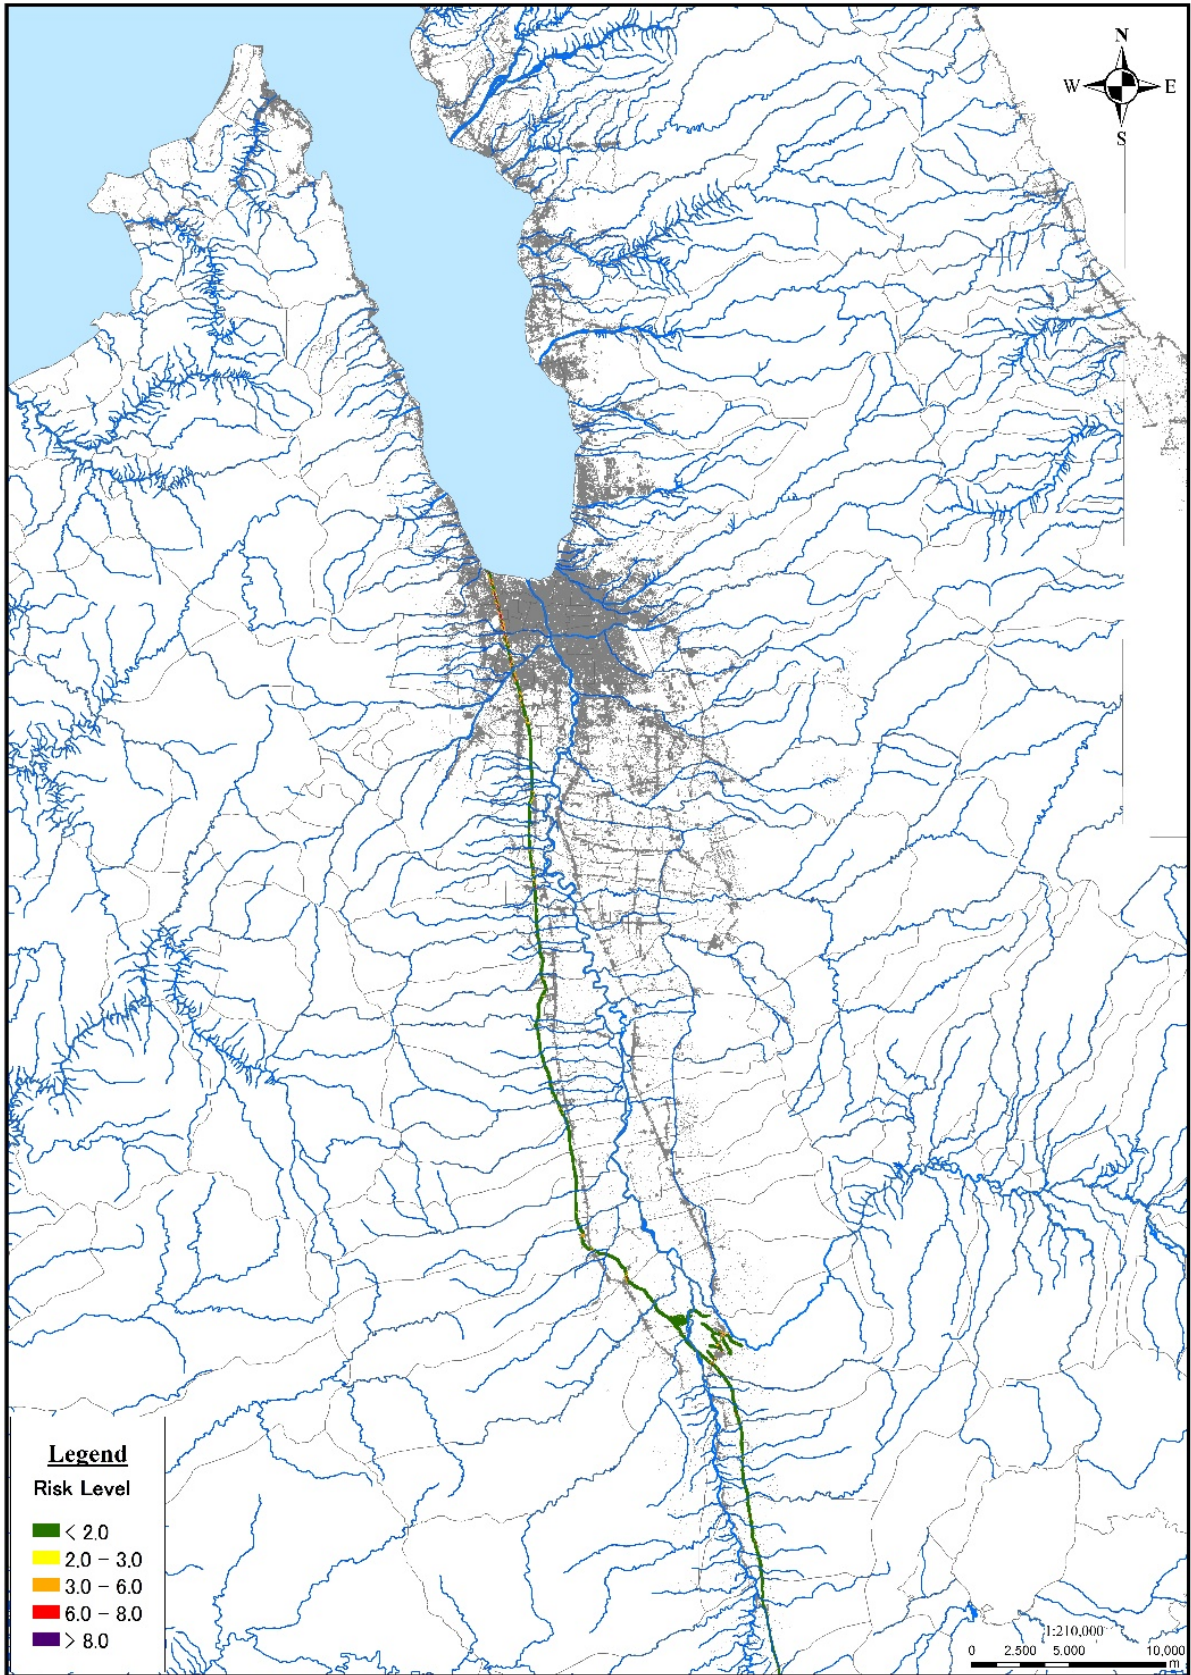 N
W E
S
Legend
Risk Level
< 2.0
2.0 - 3.0
3.0 - 6.0
6.0 - 8.0
> 8.0
1:210,000
0 2.500 5.000 10,000
m